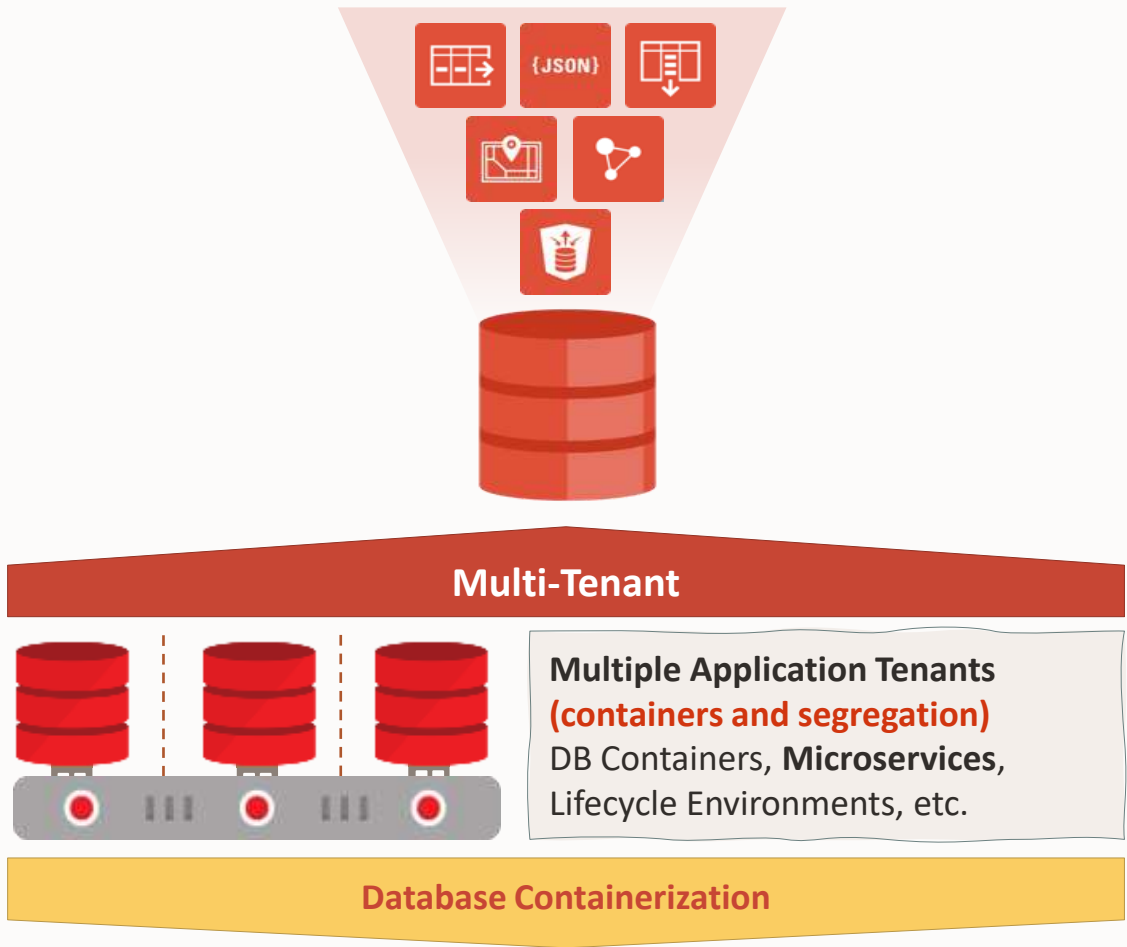 {JSON}
Multi-Tenant
Multiple Application Tenants
(containers and segregation)
DB Containers, Microservices,
Lifecycle Environments, etc.
Database Containerization